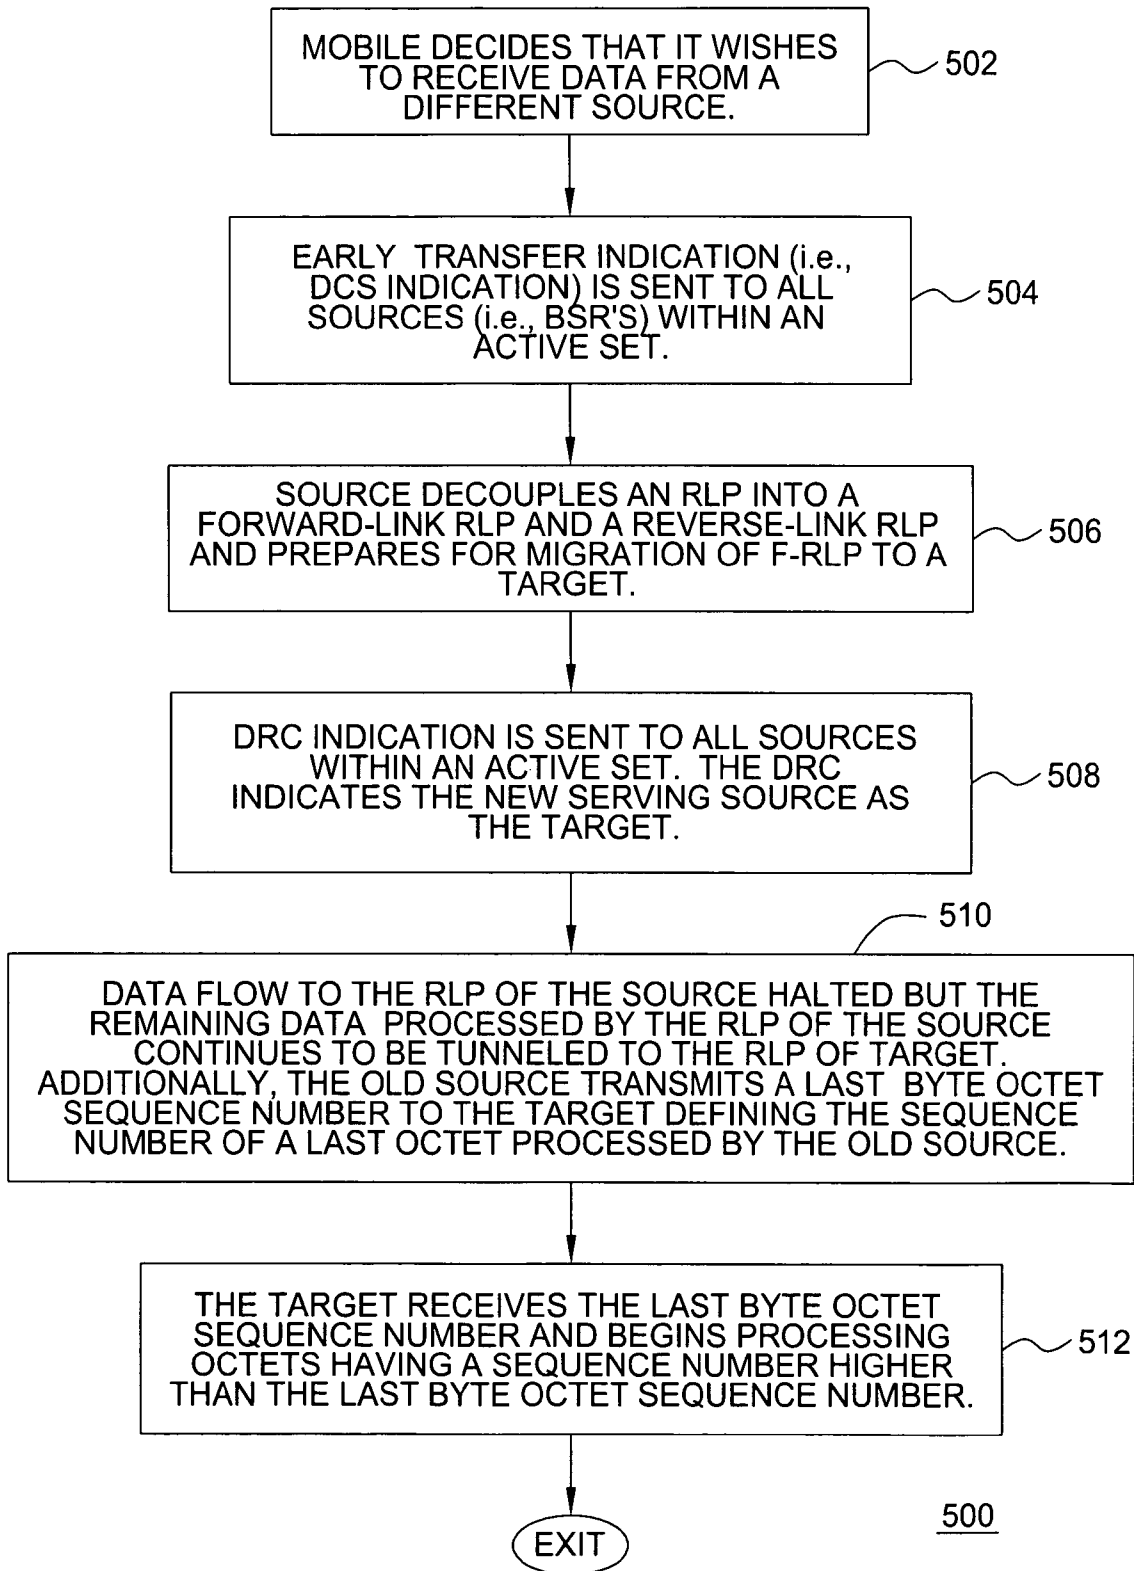 MOBILE DECIDES THAT IT WISHES
TO RECEIVE DATA FROM A
DIFFERENT SOURCE.
502
EARLY TRANSFER INDICATION (i.e.,
DCS INDICATION) IS SENT TO ALL
SOURCES (i.e., BSR'S) WITHIN AN
ACTIVE SET.
504
SOURCE DECOUPLES AN RLP INTO A
FORWARD-LINK RLP AND A REVERSE-LINK RLP
AND PREPARES FOR MIGRATION OF F-RLP TO A
TARGET.
506
DRC INDICATION IS SENT TO ALL SOURCES
WITHIN AN ACTIVE SET. THE DRC
INDICATES THE NEW SERVING SOURCE AS
THE TARGET.
508
510
DATA FLOW TO THE RLP OF THE SOURCE HALTED BUT THE
REMAINING DATA PROCESSED BY THE RLP OF THE SOURCE
CONTINUES TO BE TUNNELED TO THE RLP OF TARGET.
ADDITIONALLY, THE OLD SOURCE TRANSMITS A LAST BYTE OCTET
SEQUENCE NUMBER TO THE TARGET DEFINING THE SEQUENCE
NUMBER OF A LAST OCTET PROCESSED BY THE OLD SOURCE.
THE TARGET RECEIVES THE LAST BYTE OCTET
SEQUENCE NUMBER AND BEGINS PROCESSING
OCTETS HAVING A SEQUENCE NUMBER HIGHER
THAN THE LAST BYTE OCTET SEQUENCE NUMBER.
512
EXIT
500